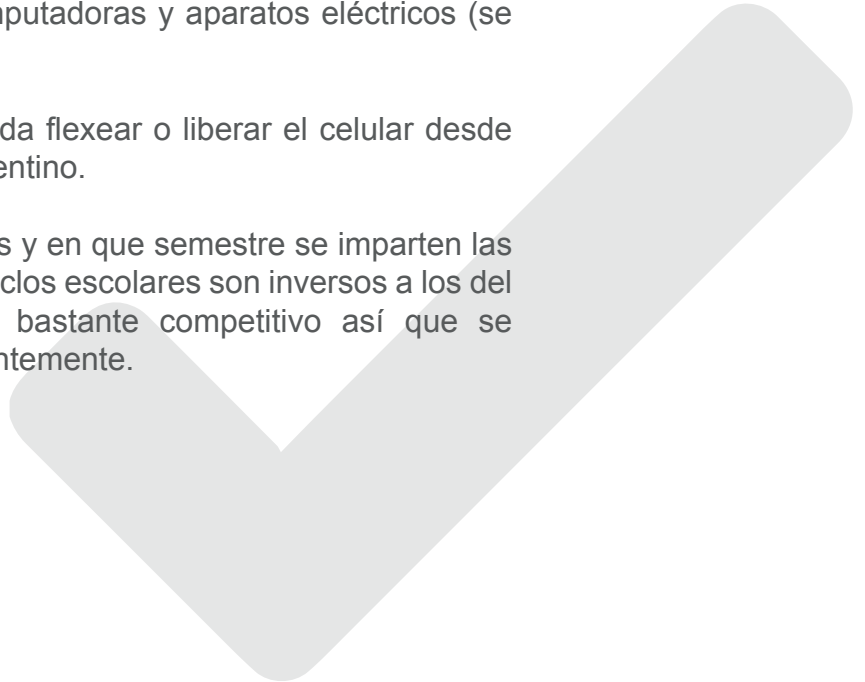 putadoras y aparatos eléctricos (se
da flexear o liberar el celular desde
entino.
s y en que semestre se imparten las
clos escolares son inversos a los del
bastante competitivo así que se
ntemente.